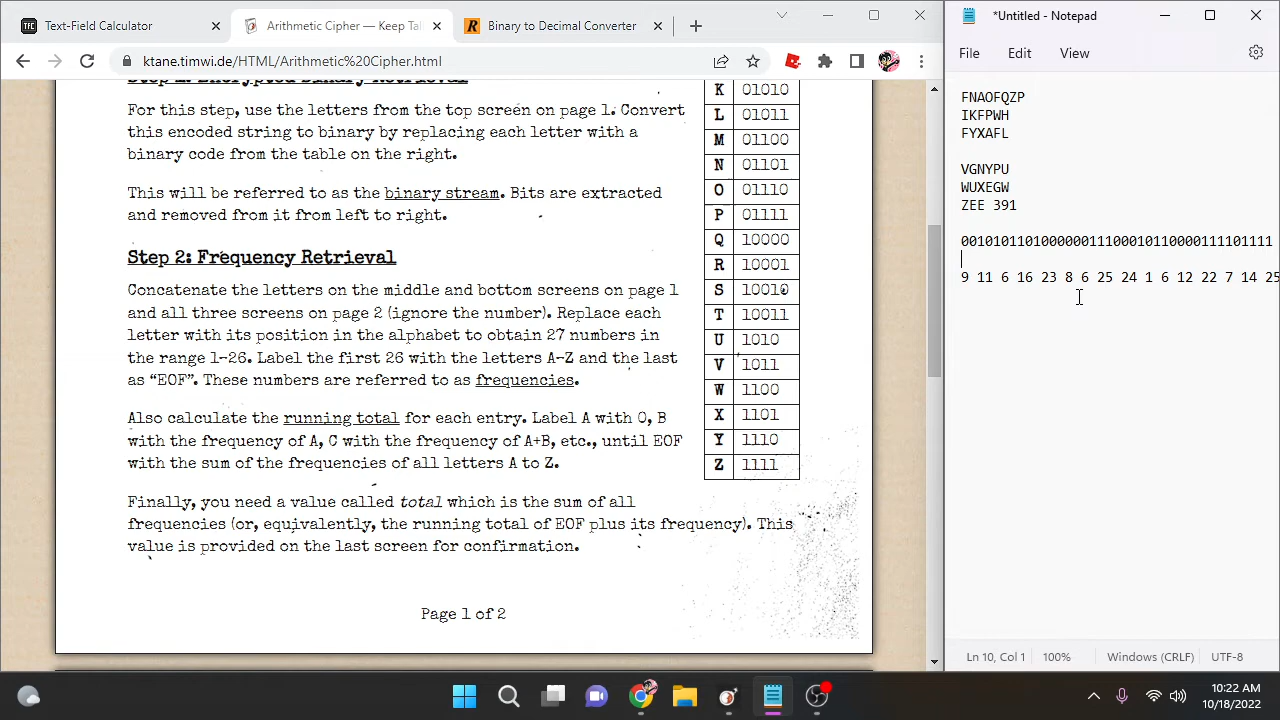 Text-Field Calculator
Arithmetic Cipher — Keep Tal
Binary to Decimal Converter
*Untitled - Notepad
ktane.timwi.de/HTML/Arithmetic%20Cipher.html
File Edit View
For this step, use the letters from the top screen on page 1. Convert
this encoded string to binary by replacing each letter with a
binary code from the table on the right.
This will be referred to as the binary stream. Bits are extracted
and removed from it from left to right.
Step 2: Frequency Retrieval
Concatenate the letters on the middle and bottom screens on page 1
and all three screens on page 2 (ignore the number). Replace each
letter with its position in the alphabet to obtain 27 numbers in
the range 1-26. Label the first 26 with the letters A-Z and the last
as “EOF”. These numbers are referred to as frequencies.
Also calculate the running total for each entry. Label A with 0, B
with the frequency of A, C with the frequency of A+B, etc., until EOF
with the sum of the frequencies of all letters A to Z.
Finally, you need a value called total which is the sum of all
frequencies (or, equivalently, the running total of EOF plus its frequency). This
value is provided on the last screen for confirmation.
Page 1 of 2
K 01010
L 01011
M 01100
N 01101
O 01110
P 01111
Q 10000
R 10001
S 10010
T 10011
U 1010
V 1011
W 1100
X 1101
Y 1110
Z 1111
FNAOFQZP
IKFPWH
FYXAFL
VGNYPU
WUXEGW
ZEE 391
001010110100000011100010110000111101111
9 11 6 16 23 8 6 25 24 1 6 12 22 7 14 25
Ln 10, Col 1
100%
Windows (CRLF)
UTF-8
10:22 AM
10/18/2022